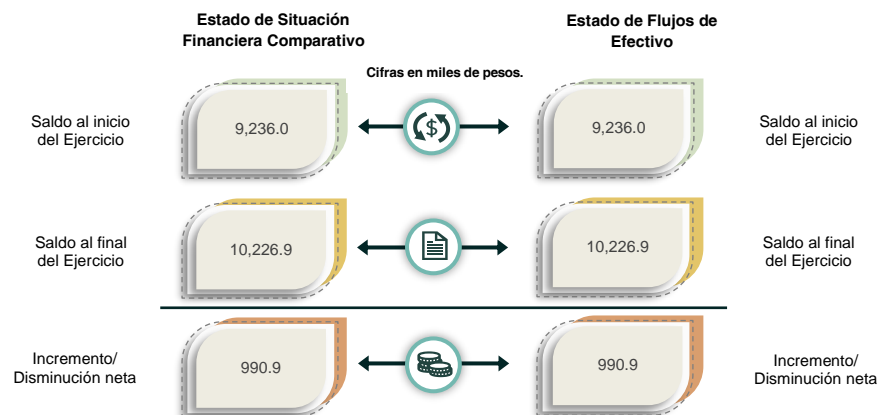 Estado de Situación
Financiera Comparativo
Estado de Flujos de
Efectivo
Cifras en miles de pesos.
Saldo al inicio
del Ejercicio
9,236.0
$
9,236.0
Saldo al inicio
del Ejercicio
Saldo al final
del Ejercicio
10,226.9
10,226.9
Saldo al final
del Ejercicio
Incremento/
Disminución neta
990.9
990.9
Incremento/
Disminución neta